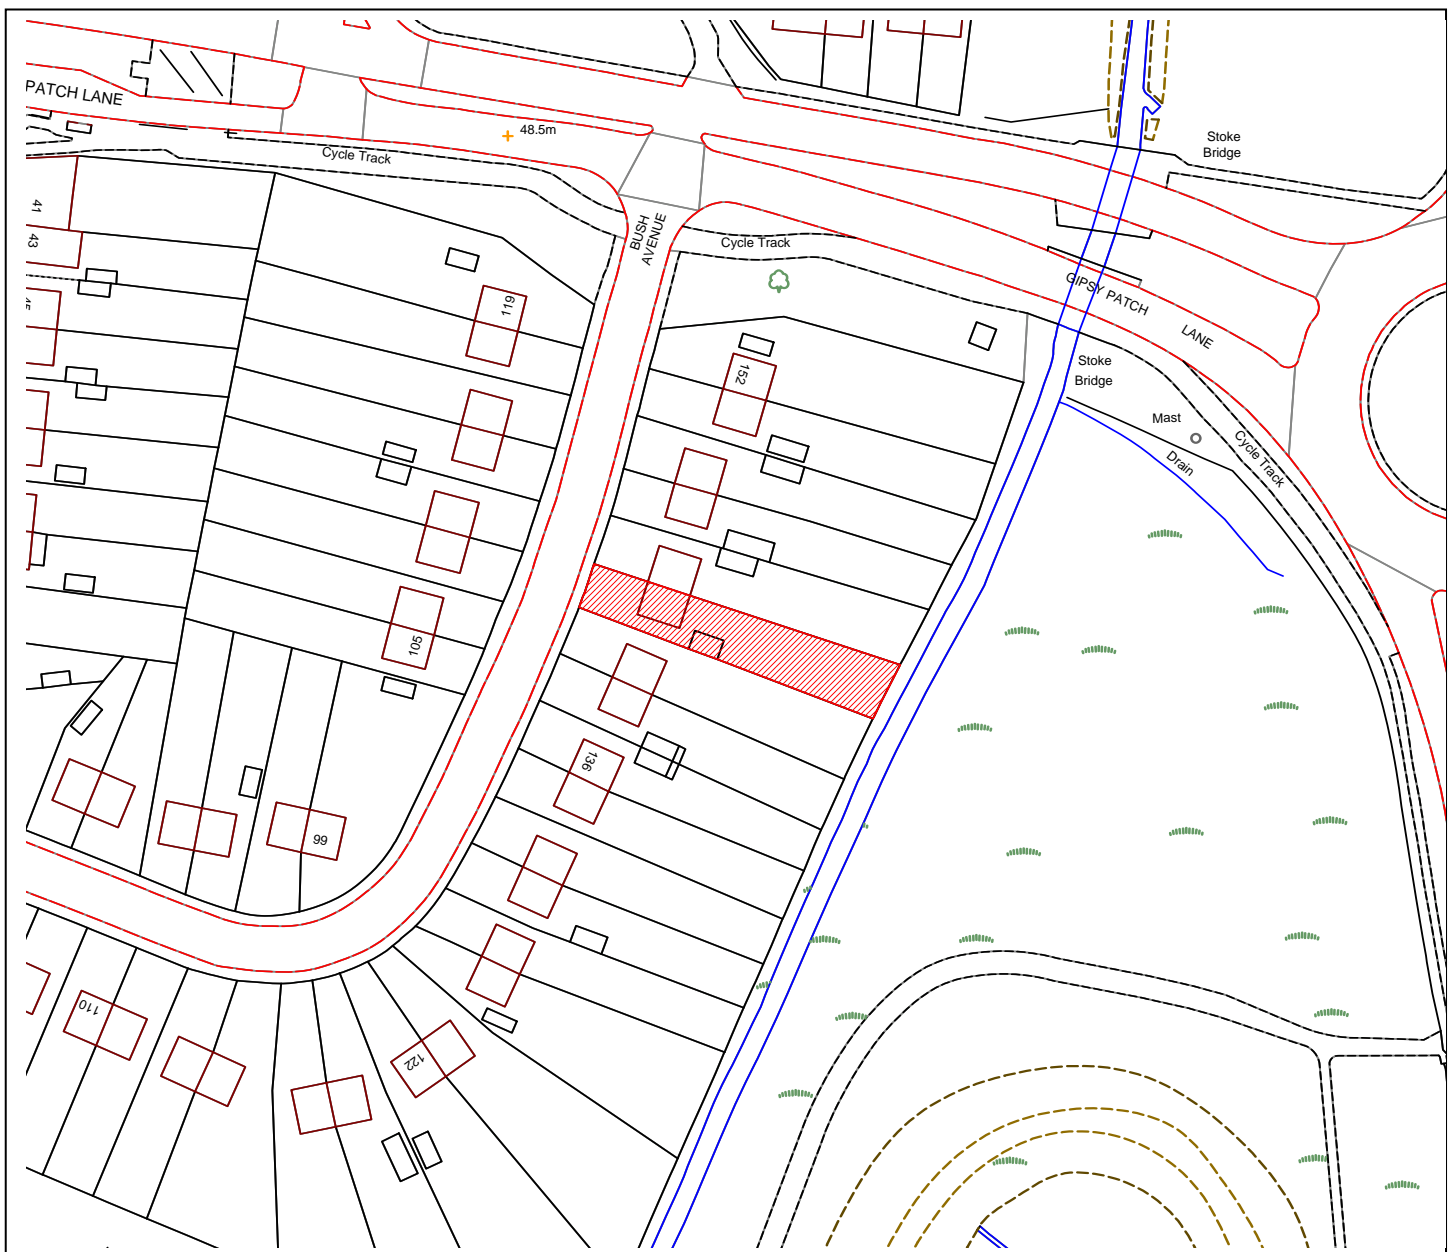 PATCH LANE
48.5m
Stoke
Bridge
Cycle Track
41
BUSH
AVENUE
43
Cycle Track
GIPSY PATCH
LANE
119
Stoke
Bridge
152
Mast
Cycle Track
Drain
105
136
99
110
122